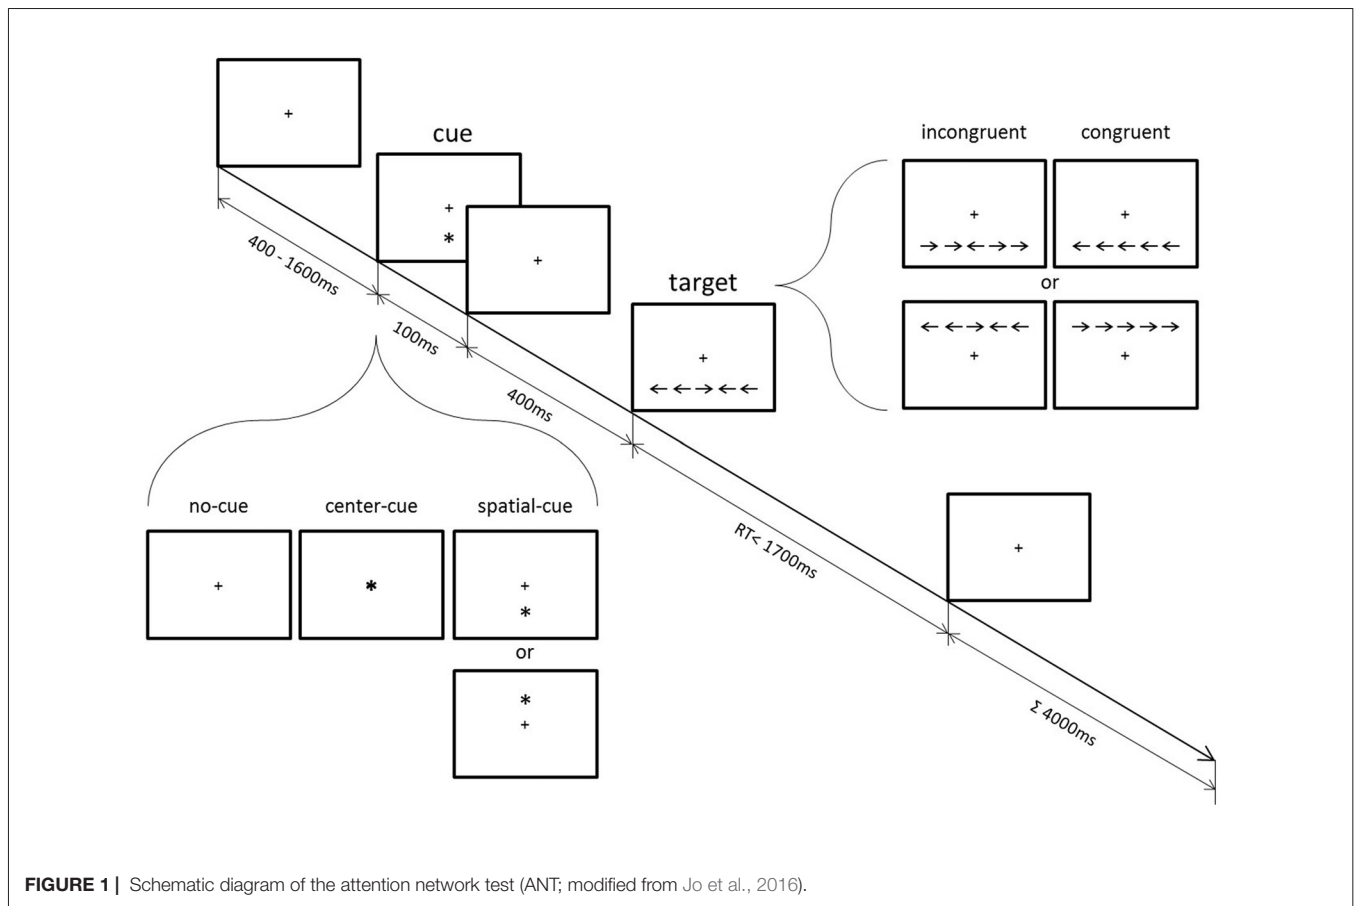 +
cue
+
*
+
400 - 1600ms
100ms
400ms
target
+
← ← → ← ←
incongruent
congruent
+
→ → ← → →
+
← ← ← ← ←
or
← ← → ← ←
+
→ → → → →
+
no-cue
center-cue
spatial-cue
+
*
+
*
or
*
+
RT< 1700ms
+
Σ 4000ms
FIGURE 1 | Schematic diagram of the attention network test (ANT; modified from Jo et al., 2016).